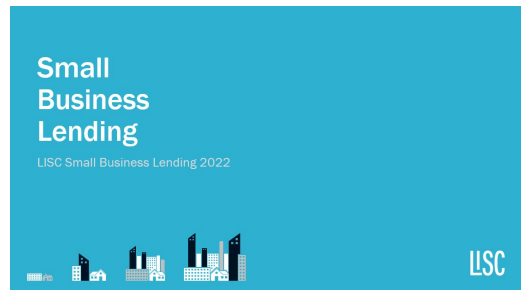 Small
Business
Lending
LISC Small Business Lending 2022
LISC